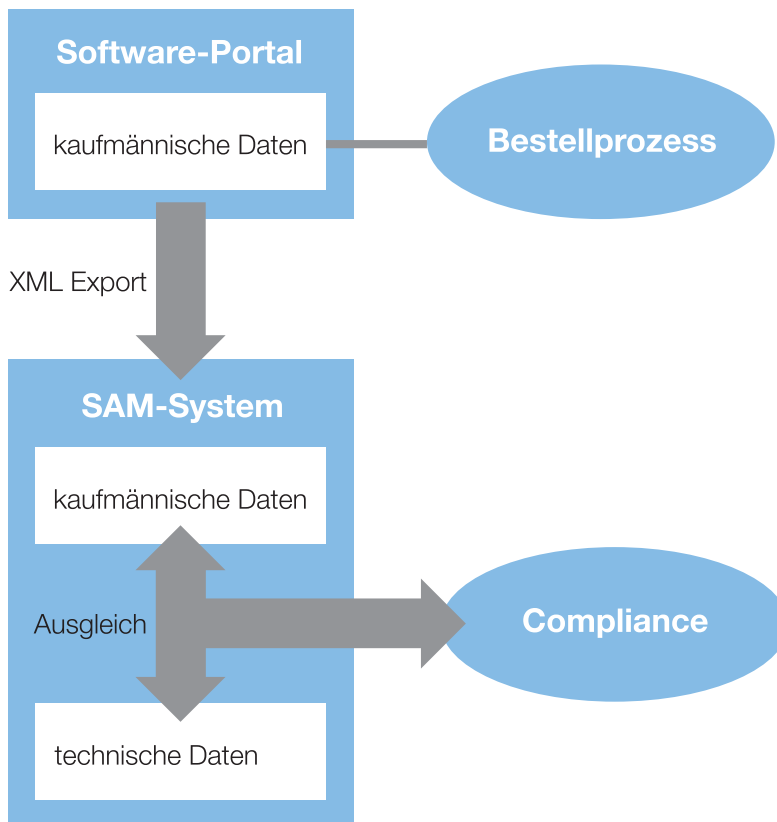 Software-Portal
kaufmännische Daten
Bestellprozess
XML Export
SAM-System
kaufmännische Daten
Ausgleich
Compliance
technische Daten